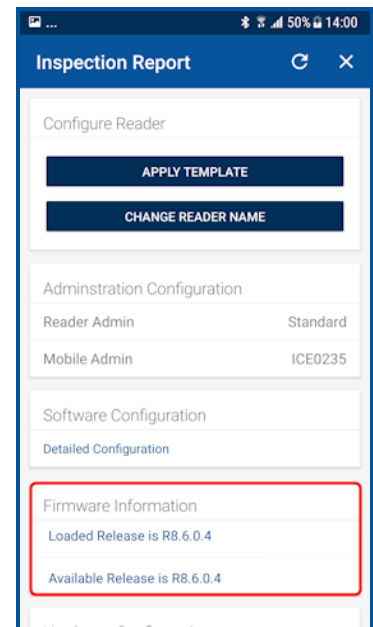 ... 50% 14:00
Inspection Report
Configure Reader
APPLY TEMPLATE
CHANGE READER NAME
Adminstration Configuration
Reader Admin Standard
Mobile Admin ICE0235
Software Configuration
Detailed Configuration
Firmware Information
Loaded Release is R8.6.0.4
Available Release is R8.6.0.4